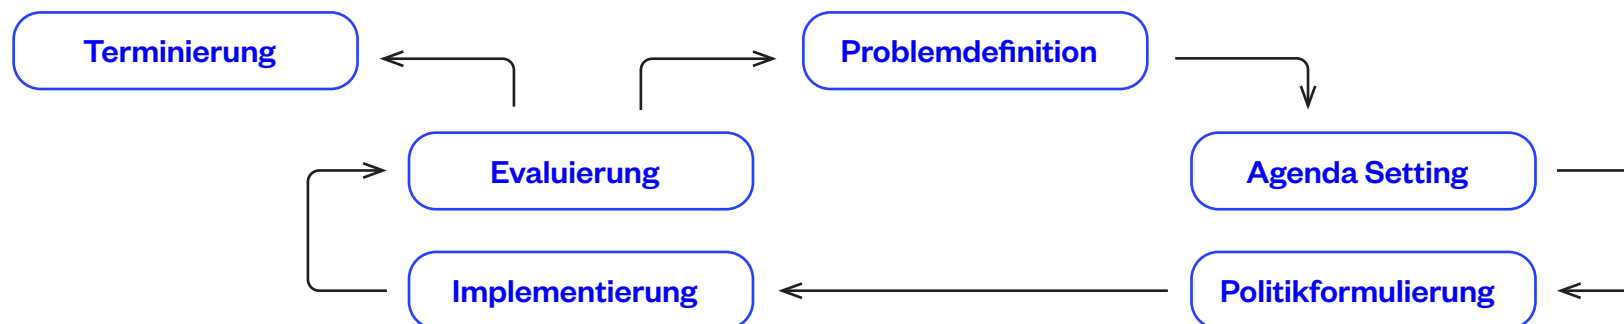 Terminierung
Problemdefinition
Evaluierung
Agenda Setting
Implementierung
Politikformulierung